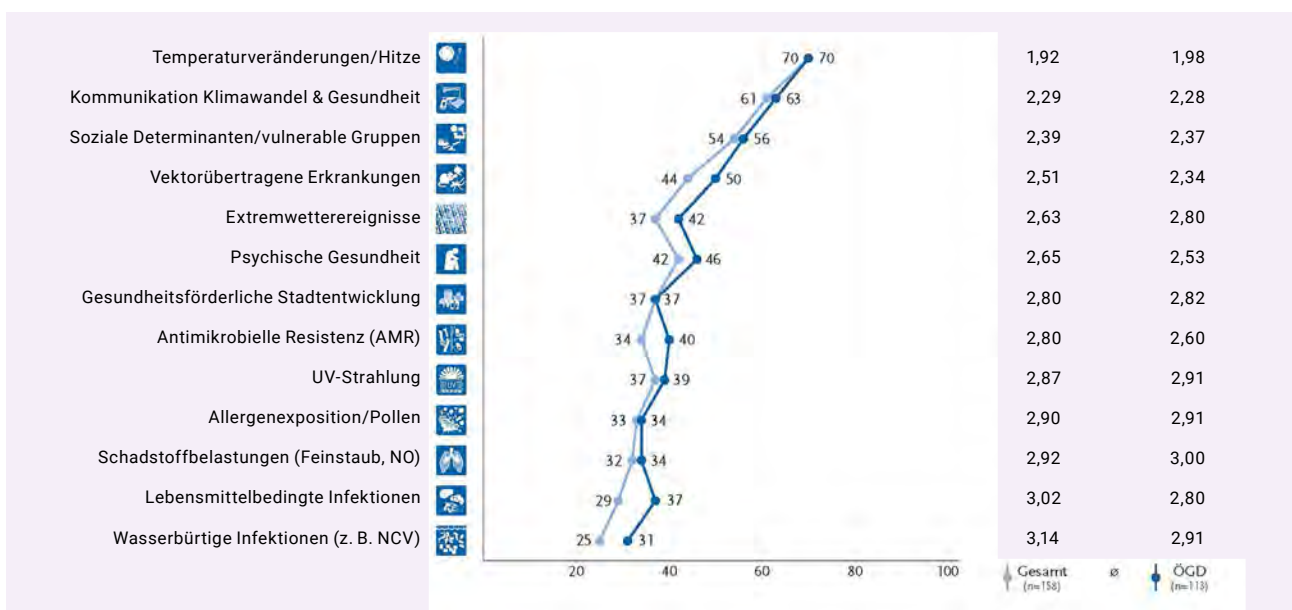 Temperaturveränderungen/Hitze 70 70 1,92 1,98
Kommunikation Klimawandel & Gesundheit 61 63 2,29 2,28
Soziale Determinanten/vulnerable Gruppen 54 56 2,39 2,37
Vektorübertragene Erkrankungen 44 50 2,51 2,34
Extremwetterereignisse 37 42 2,63 2,80
Psychische Gesundheit 42 46 2,65 2,53
Gesundheitsförderliche Stadtentwicklung 37 37 2,80 2,82
Antimikrobielle Resistenz (AMR) 34 40 2,80 2,60
UV-Strahlung UV 37 39 2,87 2,91
Allergenexposition/Pollen 33 34 2,90 2,91
Schadstoffbelastungen (Feinstaub, NO) 32 34 2,92 3,00
Lebensmittelbedingte Infektionen 29 37 3,02 2,80
Wasserbürtige Infektionen (z. B. NCV) 25 31 3,14 2,91
20 40 60 80 100
Gesamt ø ÖGD
(n=158) (n=113)